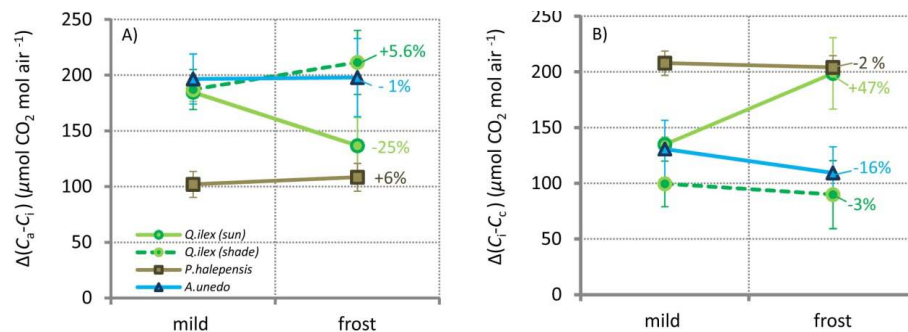 A)
Δ(Ca-Ci) (μmol CO2 mol air -1)
250
200
150
100
50
0
+5.6%
- 1%
-25%
+6%
Q.ilex (sun)
Q.ilex (shade)
P.halepensis
A.unedo
mild frost
B)
Δ(Ci-Cc) (μmol CO2 mol air -1)
250
200
150
100
50
0
-2 %
+47%
-16%
-3%
mild frost